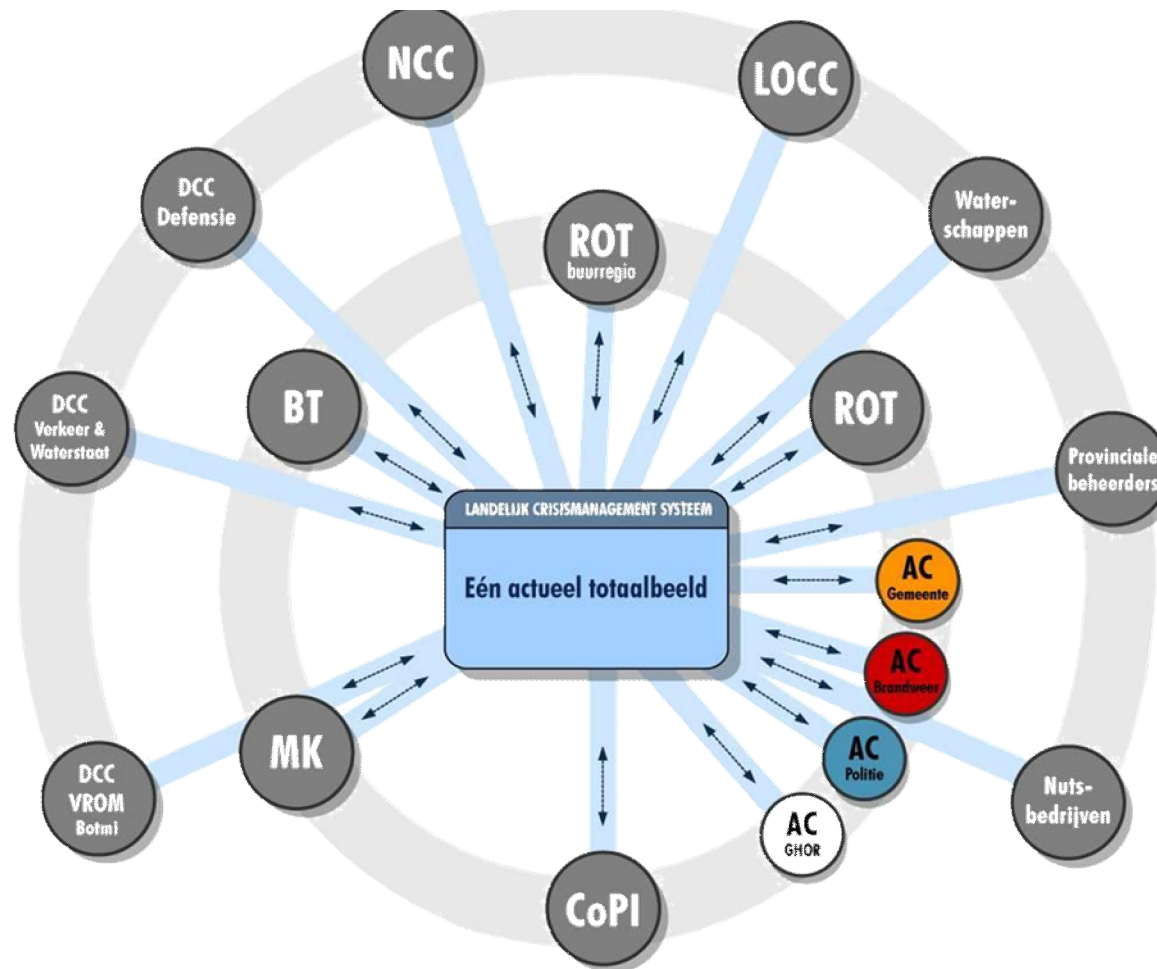 NCC
LOCC
DCC
Defensie
Water-
schappen
ROT
buurregio
BT
ROT
DCC
Verkeer &
Waterstaat
Provinciale
beheerders
LANDELIJK CRISISMANAGEMENT SYSTEEM
Eén actueel totaalbeeld
AC
Gemeente
AC
Brandweer
MK
AC
Politie
DCC
VROM
Botmi
Nuts-
bedrijven
AC
GHOR
CoPI